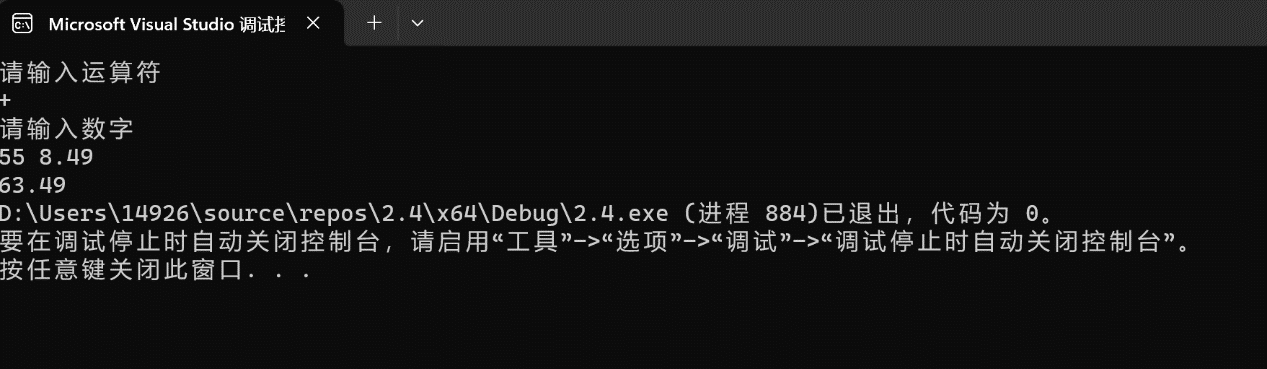 Microsoft Visual Studio 调试控
请输入运算符
+
请输入数字
55 8.49
63.49
D:\Users\14926\source\repos\2.4\x64\Debug\2.4.exe (进程 884)已退出，代码为 0。
要在调试停止时自动关闭控制台，请启用“工具”->“选项”->“调试”->“调试停止时自动关闭控制台”。
按任意键关闭此窗口. . .